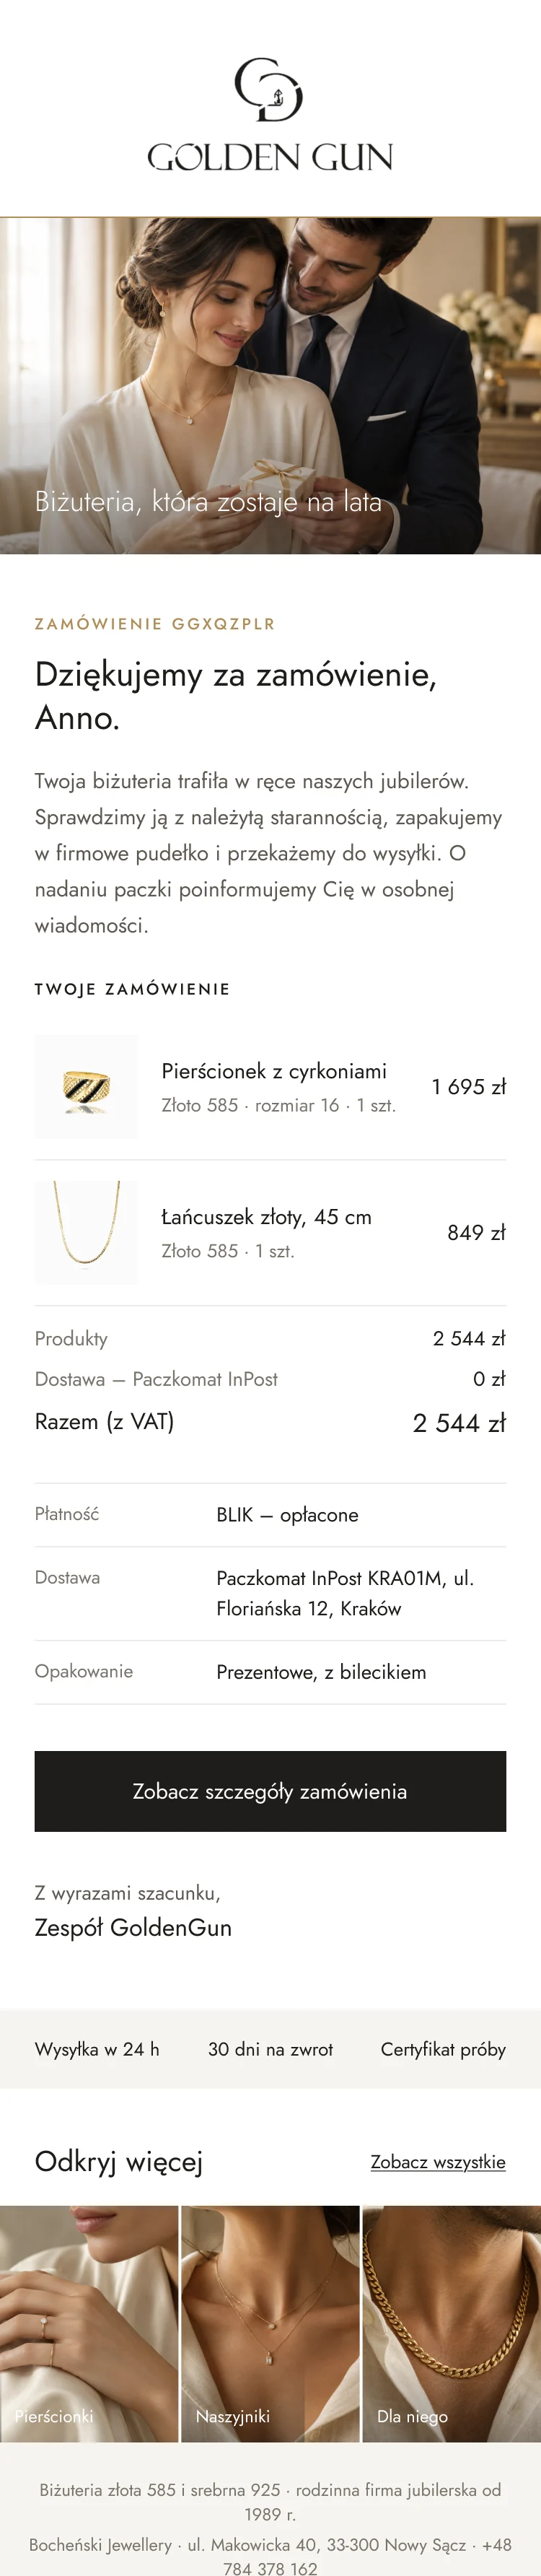 GOLDEN GUN
Biżuteria, która zostaje na lata
ZAMÓWIENIE GGXQZPLR
Dziękujemy za zamówienie,
Anno.
Twoja biżuteria trafiła w ręce naszych jubilerów.
Sprawdzimy ją z należytą starannością, zapakujemy
w firmowe pudełko i przekażemy do wysyłki. O
nadaniu paczki poinformujemy Cię w osobnej
wiadomości.
TWOJE ZAMÓWIENIE
Pierścionek z cyrkoniami
Złoto 585 · rozmiar 16 · 1 szt.
1 695 zł
Łańcuszek złoty, 45 cm
Złoto 585 · 1 szt.
849 zł
Produkty 2 544 zł
Dostawa – Paczkomat InPost 0 zł
Razem (z VAT) 2 544 zł
Płatność BLIK – opłacone
Dostawa Paczkomat InPost KRA01M, ul.
Floriańska 12, Kraków
Opakowanie Prezentowe, z bilecikiem
Zobacz szczegóły zamówienia
Z wyrazami szacunku,
Zespół GoldenGun
Wysyłka w 24 h 30 dni na zwrot Certyfikat próby
Odkryj więcej Zobacz wszystkie
Pierścionki Naszyjniki Dla niego
Biżuteria złota 585 i srebrna 925 · rodzinna firma jubilerska od
1989 r.
Bocheński Jewellery · ul. Makowicka 40, 33-300 Nowy Sącz · +48
784 378 162